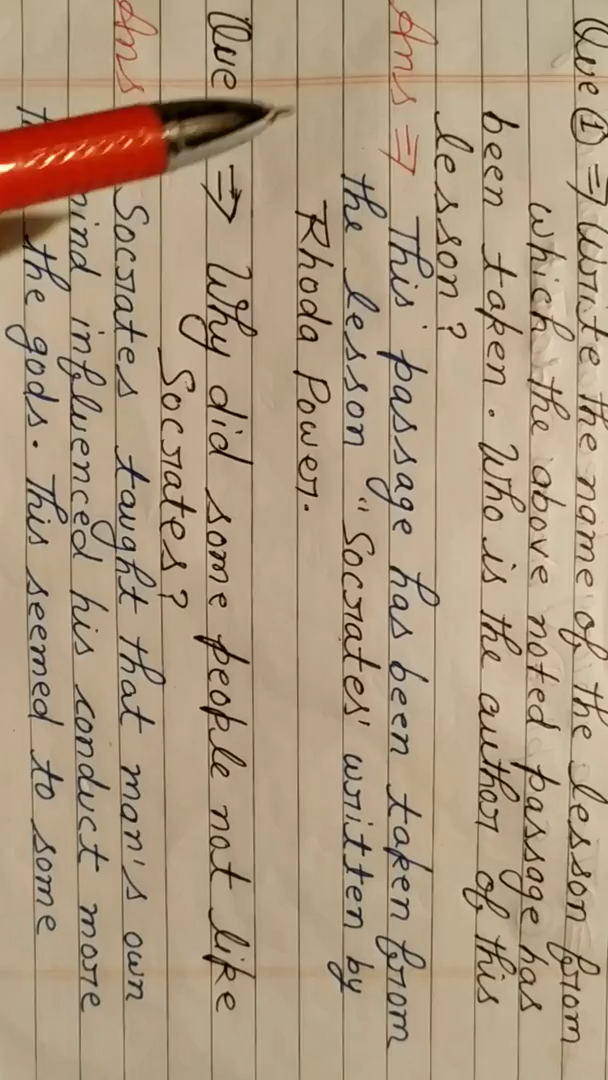 Que ① ⇒ Write the name of the lesson from
which the above noted passage has
been taken. Who is the author of this
lesson?
Ans ⇒ This passage has been taken from
the lesson "Socrates' written by
Rhoda Power.
Que ⇒ Why did some people not like
Socrates?
Ans Socrates taught that man's own
mind influenced his conduct more
the gods. This seemed to some